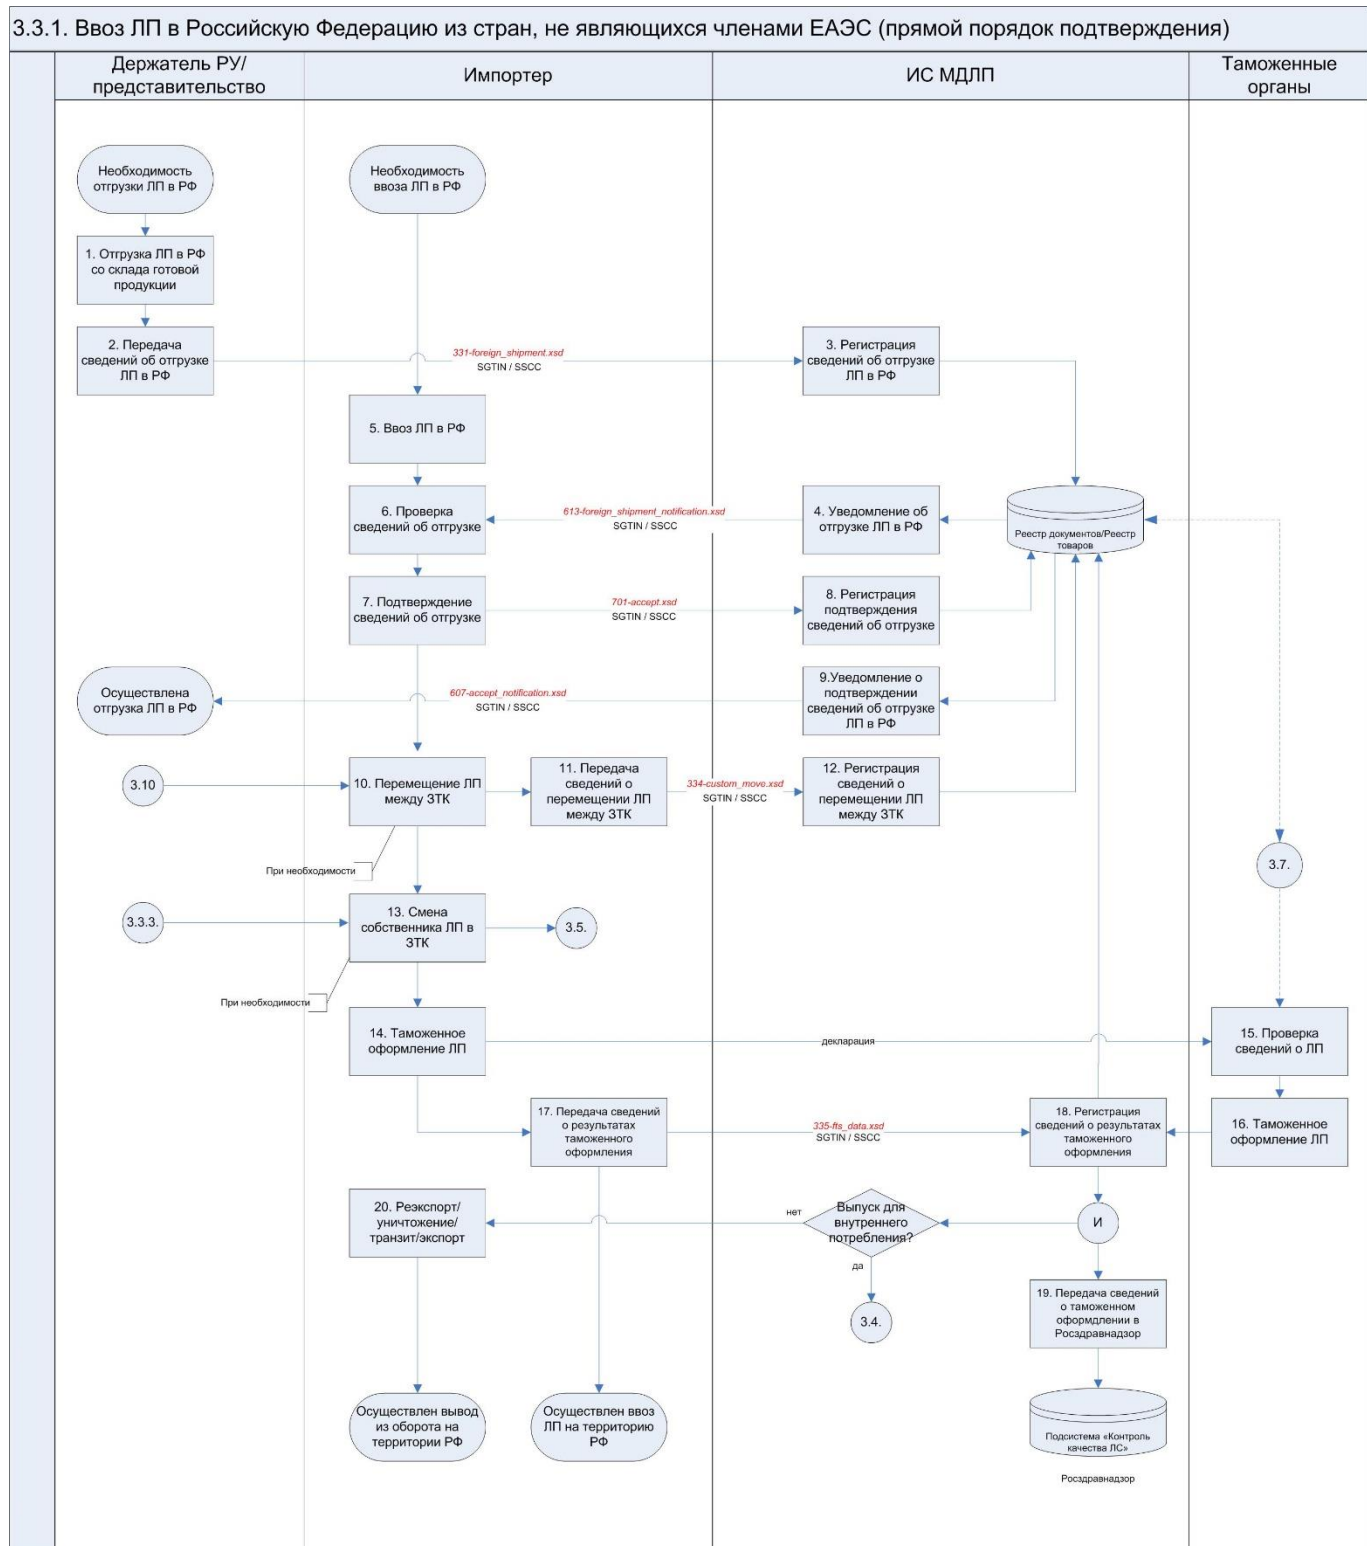 3.3.1. Ввоз ЛП в Российскую Федерацию из стран, не являющихся членами ЕАЭС (прямой порядок подтверждения)
Держатель РУ/
представительство
Импортер
ИС МДЛП
Таможенные
органы
Необходимость
отгрузки ЛП в РФ
Необходимость
ввоза ЛП в РФ
1. Отгрузка ЛП в РФ
со склада готовой
продукции
2. Передача
сведений об отгрузке
ЛП в РФ
331-foreign_shipment.xsd
SGTIN / SSCC
3. Регистрация
сведений об отгрузке
ЛП в РФ
5. Ввоз ЛП в РФ
6. Проверка
сведений об отгрузке
613-foreign_shipment_notification.xsd
SGTIN / SSCC
4. Уведомление об
отгрузке ЛП в РФ
Реестр документов/Реестр
товаров
7. Подтверждение
сведений об отгрузке
701-accept.xsd
SGTIN / SSCC
8. Регистрация
подтверждения
сведений об отгрузке
Осуществлена
отгрузка ЛП в РФ
607-accept_notification.xsd
SGTIN / SSCC
9.Уведомление о
подтверждении
сведений об отгрузке
ЛП в РФ
3.10
10. Перемещение ЛП
между ЗТК
11. Передача
сведений о
перемещении ЛП
между ЗТК
334-custom_move.xsd
SGTIN / SSCC
12. Регистрация
сведений о
перемещении ЛП
между ЗТК
При необходимости
3.7.
3.3.3.
13. Смена
собственника ЛП в
ЗТК
3.5.
При необходимости
14. Таможенное
оформление ЛП
декларация
15. Проверка
сведений о ЛП
17. Передача сведений
о результатах
таможенного
оформления
335-fts_data.xsd
SGTIN / SSCC
18. Регистрация
сведений о результатах
таможенного
оформления
16. Таможенное
оформление ЛП
20. Реэкспорт/
уничтожение/
транзит/экспорт
нет
Выпуск для
внутреннего
потребления?
И
да
3.4.
19. Передача сведений
о таможенном
оформдлении в
Росздравнадзор
Осуществлен вывод
из оборота на
территории РФ
Осуществлен ввоз
ЛП на территорию
РФ
Подсистема «Контроль
качества ЛС»
Росздравнадзор